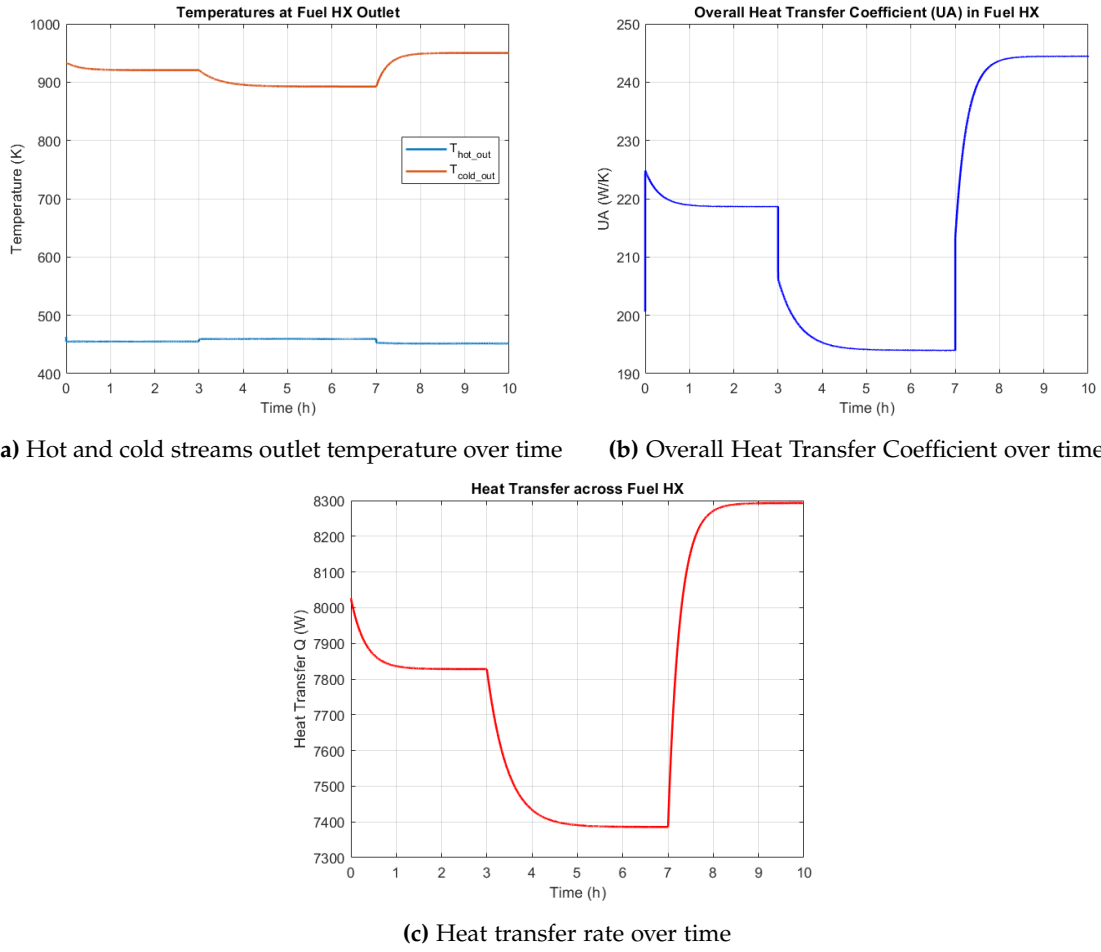 Temperatures at Fuel HX Outlet
1000
900
800
700
600
500
400
Temperature (K)
T_hot_out
T_cold_out
0 1 2 3 4 5 6 7 8 9 10
Time (h)
Overall Heat Transfer Coefficient (UA) in Fuel HX
250
240
230
220
210
200
190
UA (W/K)
0 1 2 3 4 5 6 7 8 9 10
Time (h)
a) Hot and cold streams outlet temperature over time
(b) Overall Heat Transfer Coefficient over time
Heat Transfer across Fuel HX
8300
8200
8100
8000
7900
7800
7700
7600
7500
7400
7300
Heat Transfer Q (W)
0 1 2 3 4 5 6 7 8 9 10
Time (h)
(c) Heat transfer rate over time